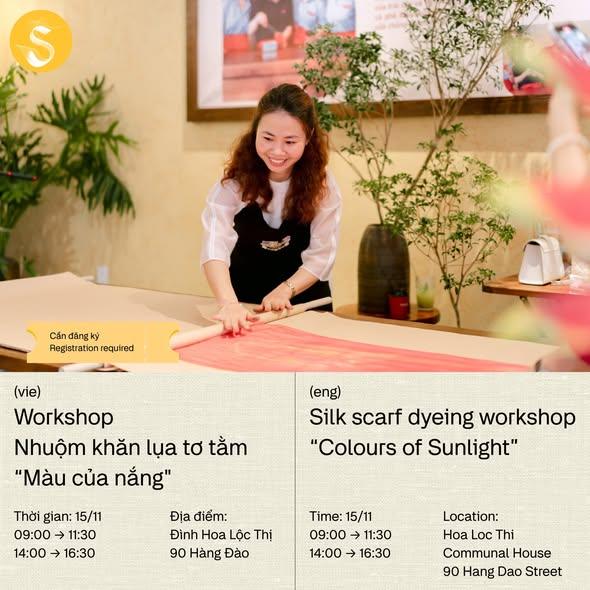 S
Cần đăng ký
Registration required
(vie)
Workshop
Nhuộm khăn lụa tơ tằm
“Màu của nắng"
Thời gian: 15/11
09:00 → 11:30
14:00 → 16:30
Địa điểm:
Đình Hoa Lộc Thị
90 Hàng Đào
(eng)
Silk scarf dyeing workshop
“Colours of Sunlight”
Time: 15/11
09:00 → 11:30
14:00 → 16:30
Location:
Hoa Loc Thi
Communal House
90 Hang Dao Street